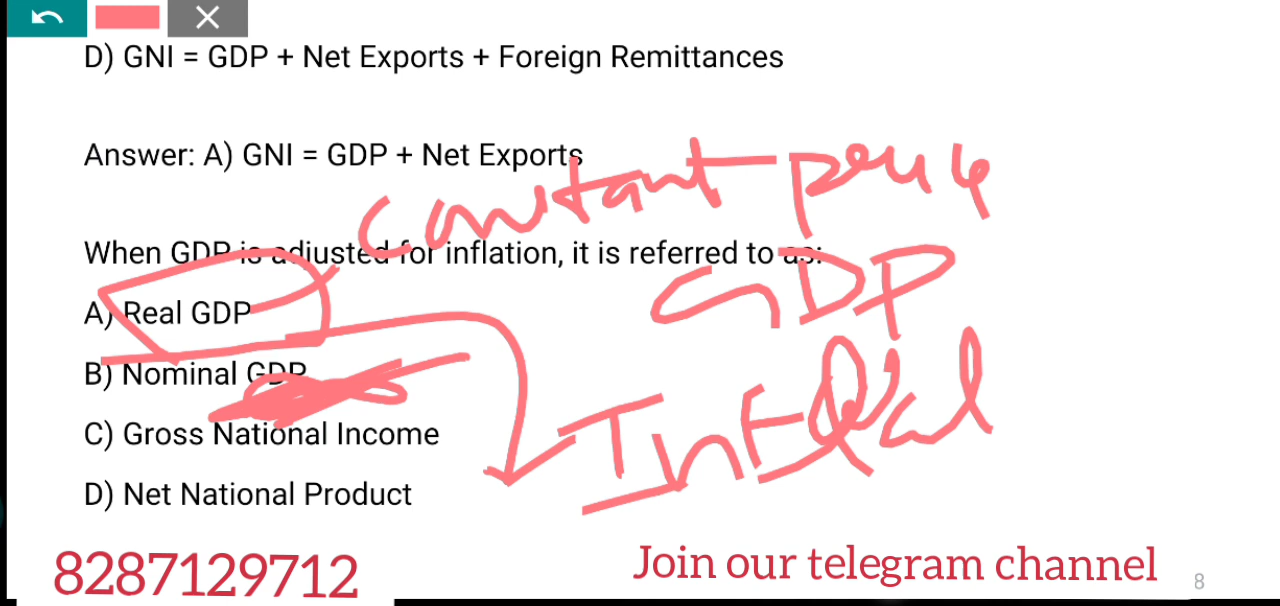 D) GNI = GDP + Net Exports + Foreign Remittances
Answer: A) GNI = GDP + Net Exports
constant
When GDP is adjusted for inflation, it is referred to as:
GDP
A) Real GDP
B) Nominal GDP
C) Gross National Income
D) Net National Product
8287129712
Join our telegram channel
8